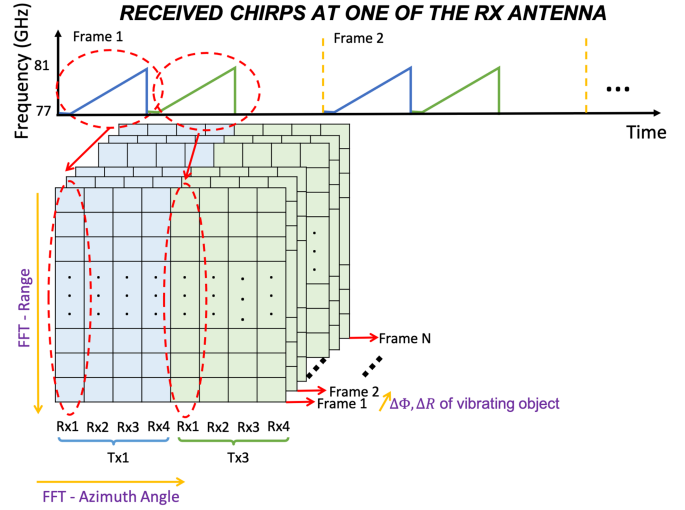 RECEIVED CHIRPS AT ONE OF THE RX ANTENNA
Frequency (GHz)
81
77
Frame 1
Frame 2
...
Time
FFT - Range
Frame N
Frame 2
Frame 1
ΔΦ, ΔR of vibrating object
Rx1 Rx2 Rx3 Rx4 Rx1 Rx2 Rx3 Rx4
Tx1 Tx3
FFT - Azimuth Angle